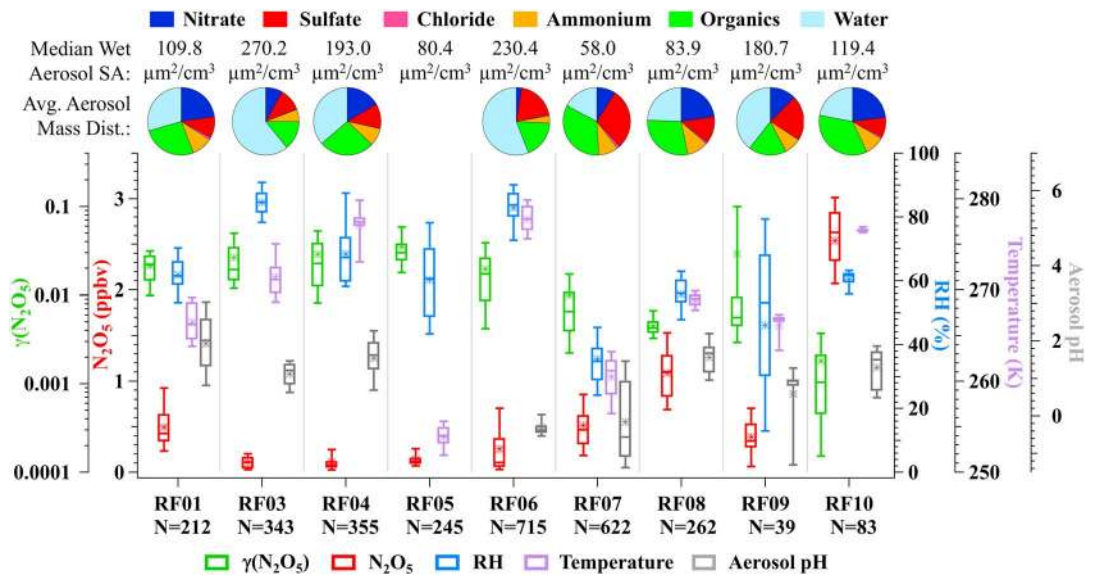 Nitrate Sulfate Chloride Ammonium Organics Water
Median Wet 109.8 270.2 193.0 80.4 230.4 58.0 83.9 180.7 119.4
Aerosol SA: μm²/cm³ μm²/cm³ μm²/cm³ μm²/cm³ μm²/cm³ μm²/cm³ μm²/cm³ μm²/cm³ μm²/cm³
Avg. Aerosol
Mass Dist.:
γ(N₂O₅)
0.1
0.01
0.001
0.0001
N₂O₅ (ppbv)
3
2
1
0
100
80
60
40
20
0
RH (%)
280
270
260
250
Temperature (K)
6
4
2
0
Aerosol pH
RF01 RF03 RF04 RF05 RF06 RF07 RF08 RF09 RF10
N=212 N=343 N=355 N=245 N=715 N=622 N=262 N=39 N=83
γ(N₂O₅) N₂O₅ RH Temperature Aerosol pH